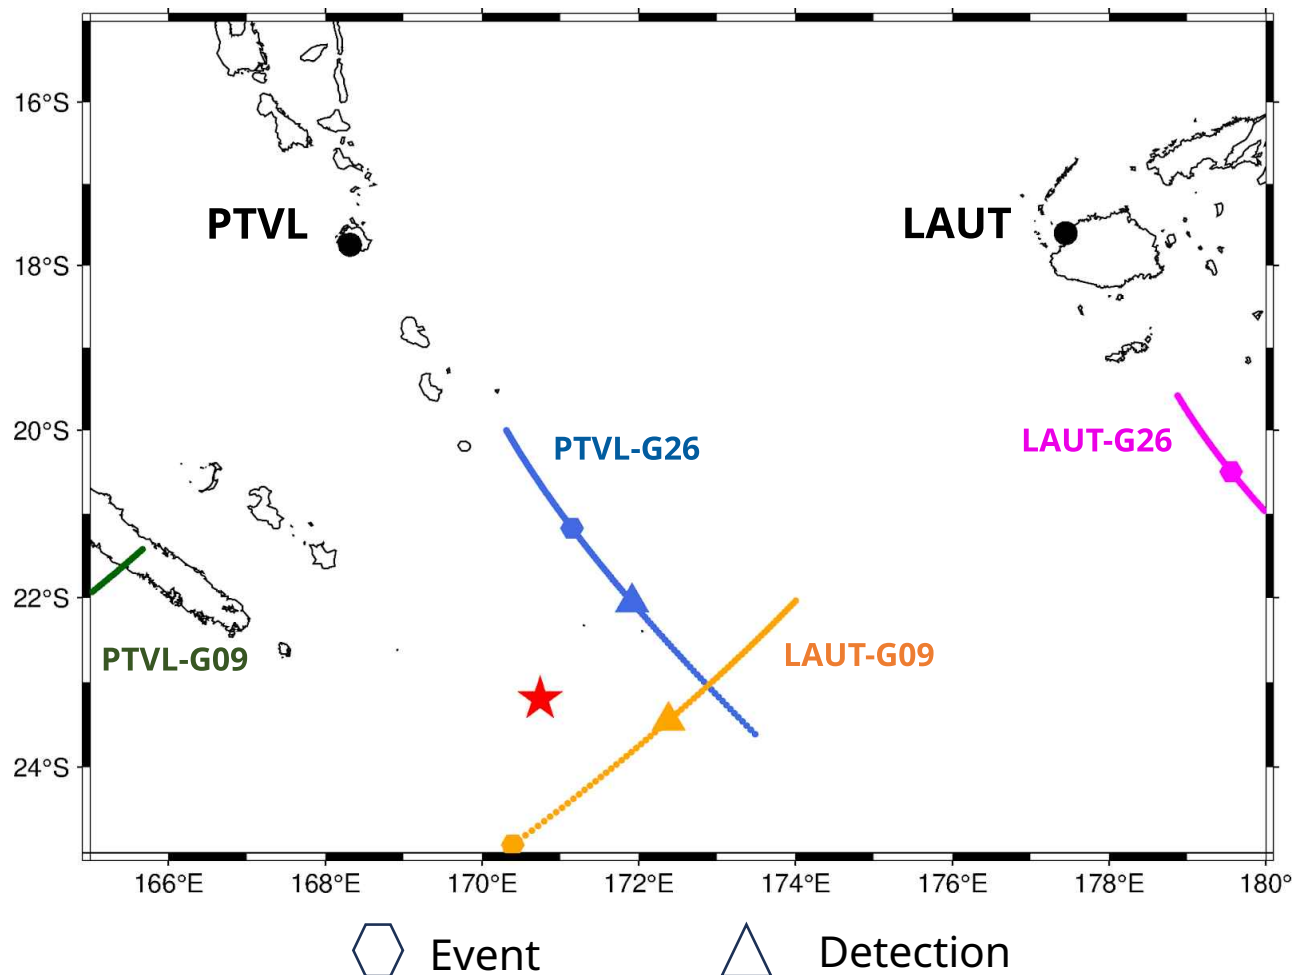 16°S
PTVL
LAUT
18°S
20°S
PTVL-G26
LAUT-G26
22°S
PTVL-G09
LAUT-G09
24°S
166°E 168°E 170°E 172°E 174°E 176°E 178°E 180°
Event Detection